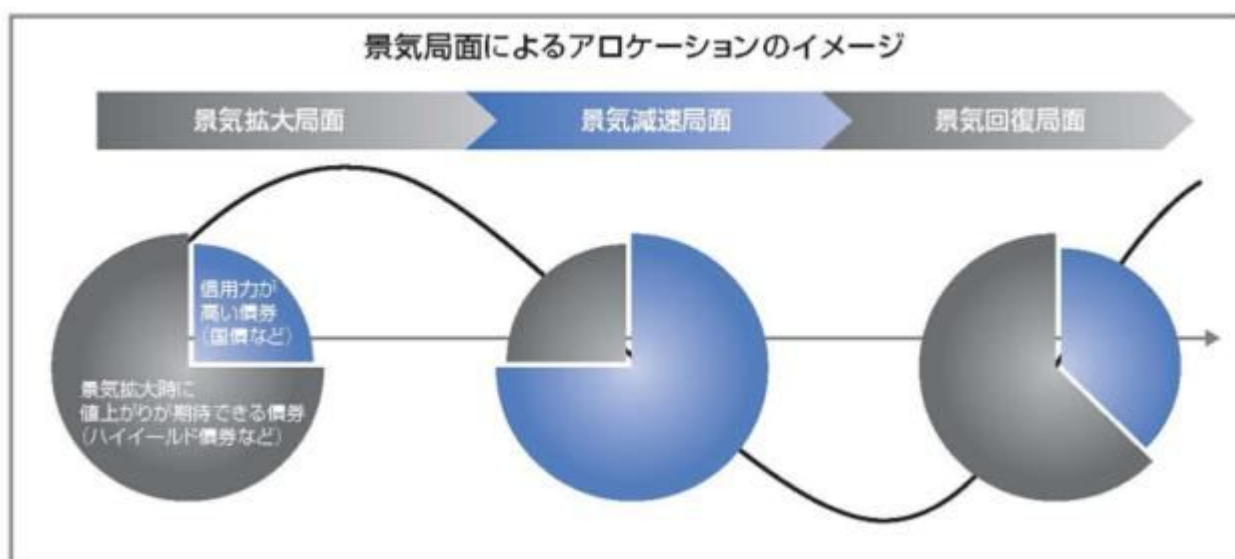 景気局面によるアロケーションのイメージ
景気拡大局面
景気減速局面
景気回復局面
信用力が
高い債券
(国債など)
景気拡大時に
値上がりが期待できる債券
(ハイイールド債券など)